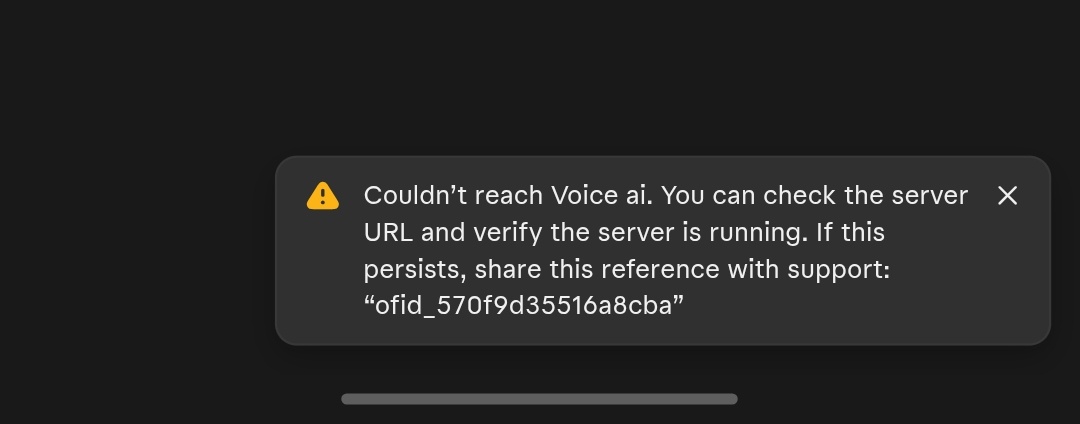 Couldn’t reach Voice ai. You can check the server
URL and verify the server is running. If this
persists, share this reference with support:
“ofid_570f9d35516a8cba”